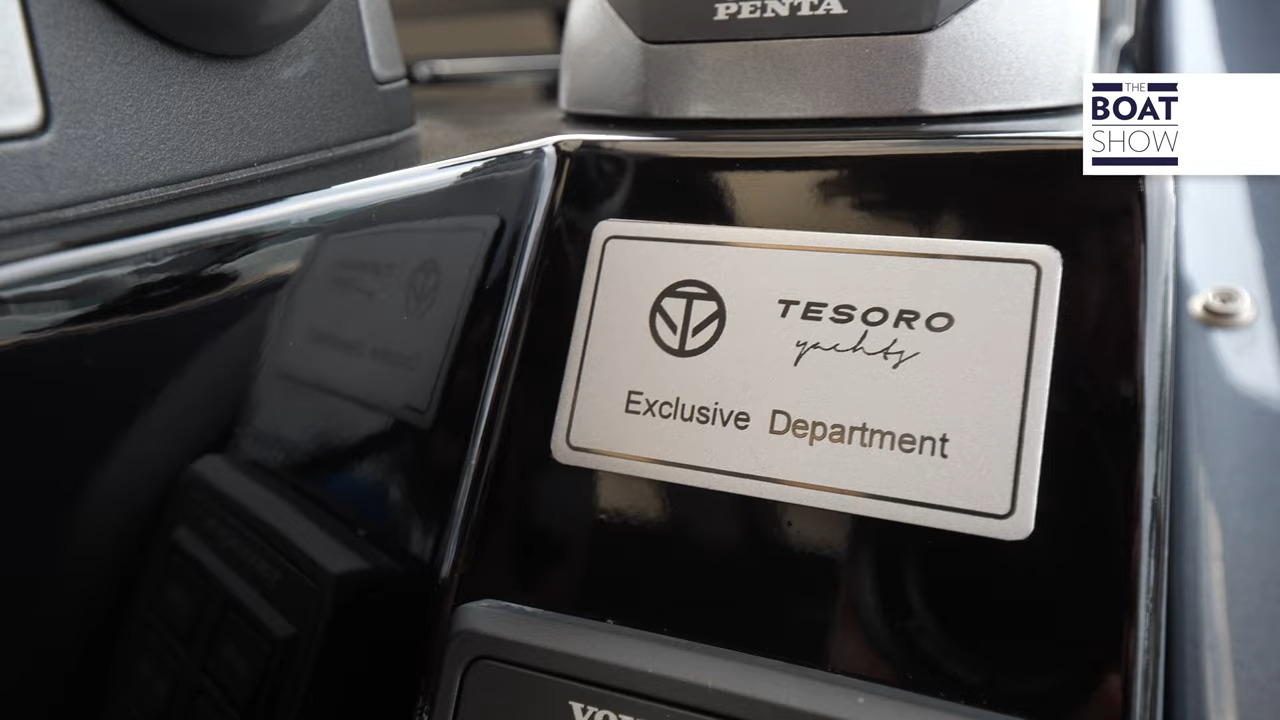 PENTA
THE
BOAT
SHOW
TESORO
yachts
Exclusive Department